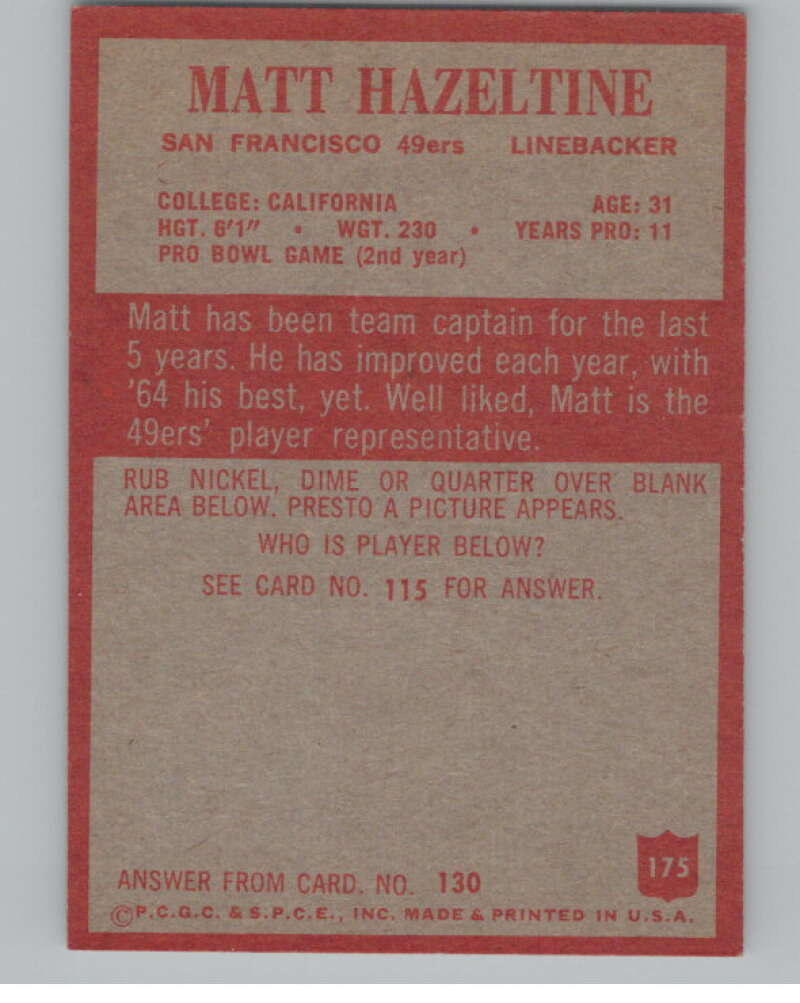 MATT HAZELTINE
SAN FRANCISCO 49ers LINEBACKER
COLLEGE: CALIFORNIA AGE: 31
HGT. 6'1" • WGT. 230 • YEARS PRO: 11
PRO BOWL GAME (2nd year)
Matt has been team captain for the last
5 years. He has improved each year, with
'64 his best, yet. Well liked, Matt is the
49ers' player representative.
RUB NICKEL, DIME OR QUARTER OVER BLANK
AREA BELOW. PRESTO A PICTURE APPEARS.
WHO IS PLAYER BELOW?
SEE CARD NO. 115 FOR ANSWER.
175
ANSWER FROM CARD. NO. 130
©P.C.G.C. & S.P.C.E., INC. MADE & PRINTED IN U.S.A.